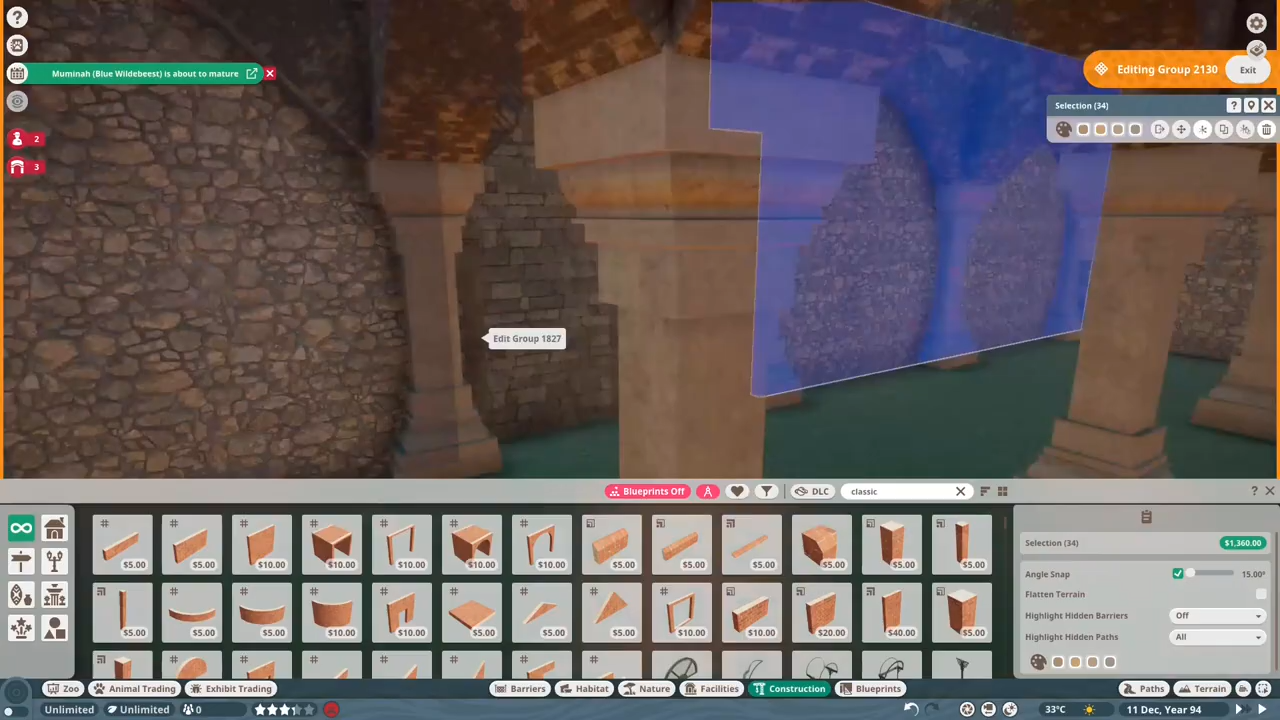 ?
Muminah (Blue Wildebeest) is about to mature
2
3
Editing Group 2130
Exit
Selection (34)
?
Edit Group 1827
Blueprints Off
DLC
classic
?
$5.00 $5.00 $10.00 $10.00 $10.00 $10.00 $10.00 $5.00 $5.00 $5.00 $5.00 $5.00 $5.00
$5.00 $5.00 $5.00 $10.00 $10.00 $5.00 $5.00 $5.00 $10.00 $10.00 $20.00 $40.00 $5.00
Selection (34)
$1,360.00
Angle Snap
15.00°
Flatten Terrain
Highlight Hidden Barriers
Off
Highlight Hidden Paths
All
Zoo
Animal Trading
Exhibit Trading
Barriers
Habitat
Nature
Facilities
Construction
Blueprints
Paths
Terrain
Unlimited
Unlimited
0
33°C
11 Dec, Year 94